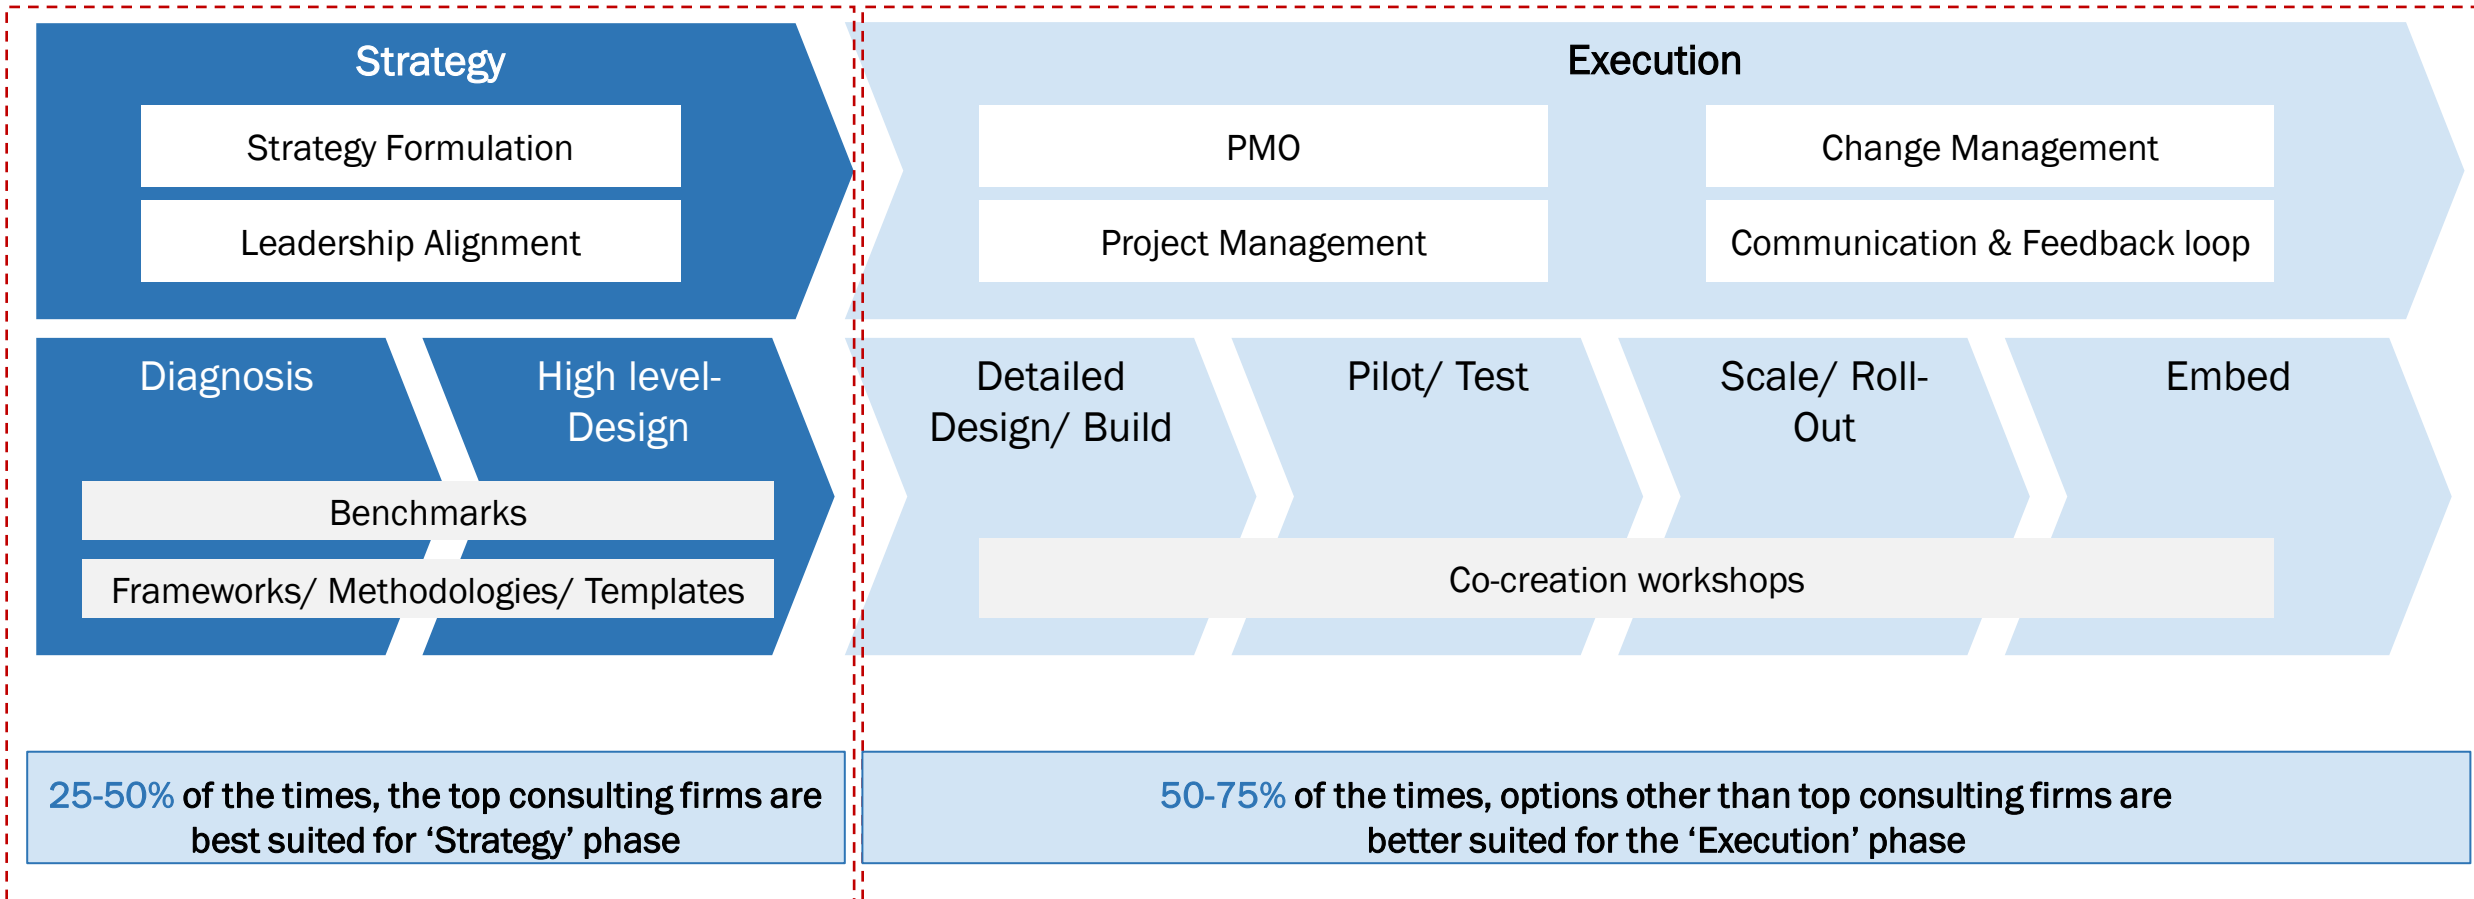 Strategy
Strategy Formulation
Leadership Alignment
Execution
PMO
Project Management
Change Management
Communication & Feedback loop
Diagnosis
High level-
Design
Benchmarks
Frameworks/ Methodologies/ Templates
Detailed
Design/ Build
Pilot/ Test
Scale/ Roll-
Out
Embed
Co-creation workshops
25-50% of the times, the top consulting firms are
best suited for ‘Strategy’ phase
50-75% of the times, options other than top consulting firms are
better suited for the ‘Execution’ phase